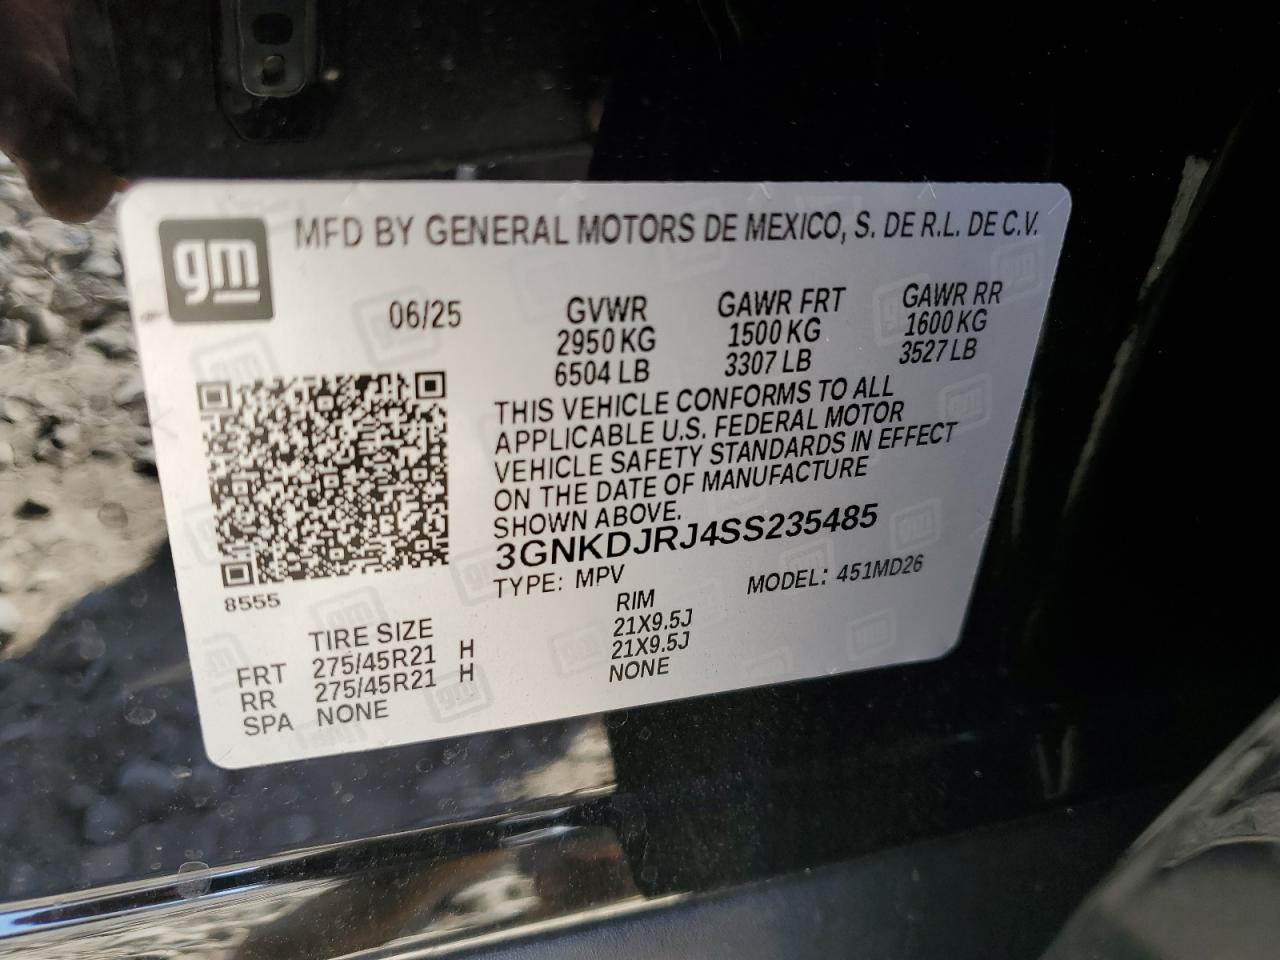 gm
MFD BY GENERAL MOTORS DE MEXICO, S. DE R.L. DE C.V.
06/25 GVWR GAWR FRT GAWR RR
2950 KG 1500 KG 1600 KG
6504 LB 3307 LB 3527 LB
THIS VEHICLE CONFORMS TO ALL
APPLICABLE U.S. FEDERAL MOTOR
VEHICLE SAFETY STANDARDS IN EFFECT
ON THE DATE OF MANUFACTURE
SHOWN ABOVE.
3GNKDJRJ4SS235485
TYPE: MPV MODEL: 451MD26
8555
TIRE SIZE RIM
FRT 275/45R21 H 21X9.5J
RR 275/45R21 H 21X9.5J
SPA NONE NONE